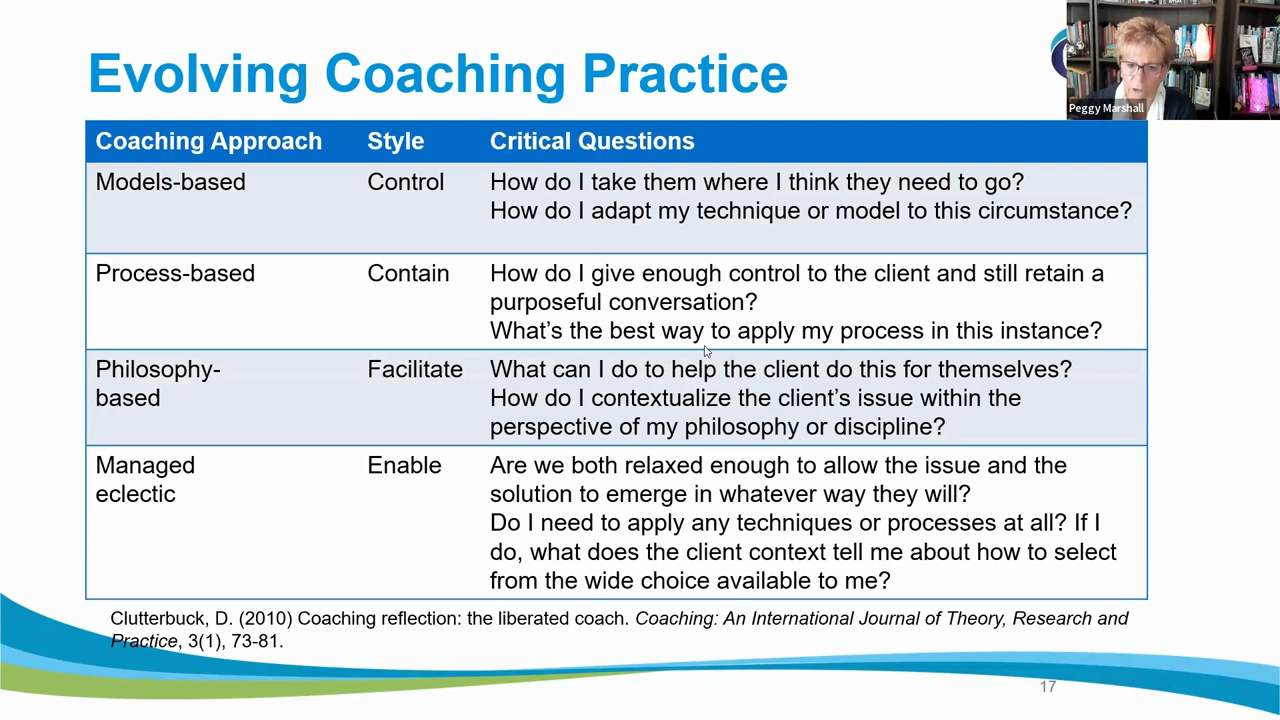 Evolving Coaching Practice
Peggy Marshall
Coaching Approach Style Critical Questions
Models-based Control How do I take them where I think they need to go?
How do I adapt my technique or model to this circumstance?
Process-based Contain How do I give enough control to the client and still retain a
purposeful conversation?
What’s the best way to apply my process in this instance?
Philosophy- Facilitate What can I do to help the client do this for themselves?
based How do I contextualize the client’s issue within the
perspective of my philosophy or discipline?
Managed Enable Are we both relaxed enough to allow the issue and the
eclectic solution to emerge in whatever way they will?
Do I need to apply any techniques or processes at all? If I
do, what does the client context tell me about how to select
from the wide choice available to me?
Clutterbuck, D. (2010) Coaching reflection: the liberated coach. Coaching: An International Journal of Theory, Research and
Practice, 3(1), 73-81.
17